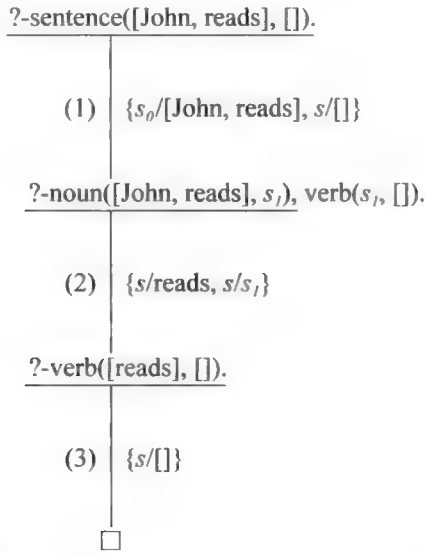 ?-sentence([John, reads], []).
(1) {s₀/[John, reads], s/[]}
?-noun([John, reads], s₁), verb(s₁, []).
(2) {s/reads, s/s₁}
?-verb([reads], []).
(3) {s/[]}